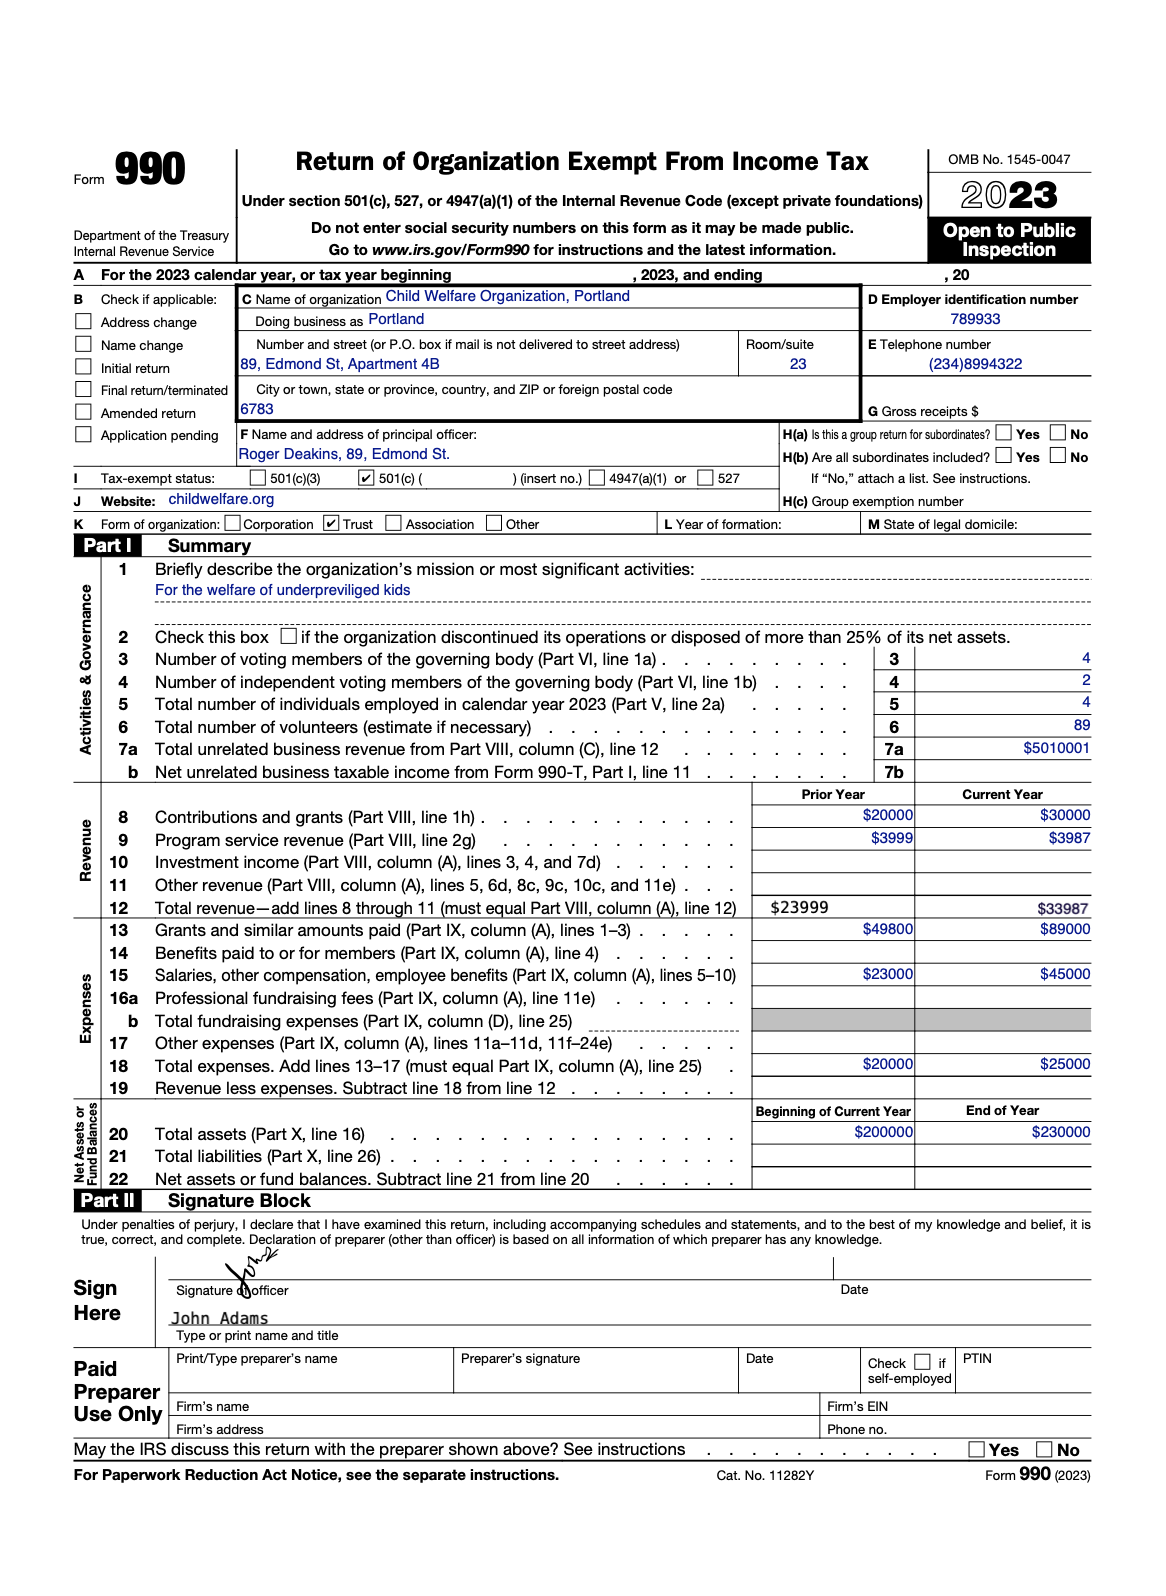 Form 990
Department of the Treasury
Internal Revenue Service
Return of Organization Exempt From Income Tax
Under section 501(c), 527, or 4947(a)(1) of the Internal Revenue Code (except private foundations)
Do not enter social security numbers on this form as it may be made public.
Go to www.irs.gov/Form990 for instructions and the latest information.
OMB No. 1545-0047
2023
Open to Public
Inspection
A For the 2023 calendar year, or tax year beginning , 2023, and ending , 20
B Check if applicable:
Address change
Name change
Initial return
Final return/terminated
Amended return
Application pending
C Name of organization Child Welfare Organization, Portland
Doing business as Portland
Number and street (or P.O. box if mail is not delivered to street address)
89, Edmond St, Apartment 4B
Room/suite
23
City or town, state or province, country, and ZIP or foreign postal code
6783
D Employer identification number
789933
E Telephone number
(234)8994322
G Gross receipts $
F Name and address of principal officer:
Roger Deakins, 89, Edmond St.
H(a) Is this a group return for subordinates? Yes No
H(b) Are all subordinates included? Yes No
If “No,” attach a list. See instructions.
H(c) Group exemption number
I Tax-exempt status: 501(c)(3) ✔ 501(c) ( ) (insert no.) 4947(a)(1) or 527
J Website: childwelfare.org
K Form of organization: Corporation ✔ Trust Association Other
L Year of formation:
M State of legal domicile:
Part I Summary
Activities & Governance
1 Briefly describe the organization’s mission or most significant activities:
For the welfare of underpreviliged kids
2 Check this box if the organization discontinued its operations or disposed of more than 25% of its net assets.
3 Number of voting members of the governing body (Part VI, line 1a) . . . . . . . . . 3 4
4 Number of independent voting members of the governing body (Part VI, line 1b) . . . . 4 2
5 Total number of individuals employed in calendar year 2023 (Part V, line 2a) . . . . . 5 4
6 Total number of volunteers (estimate if necessary) . . . . . . . . . . . . . . 6 89
7a Total unrelated business revenue from Part VIII, column (C), line 12 . . . . . . . . 7a $5010001
b Net unrelated business taxable income from Form 990-T, Part I, line 11 . . . . . . . 7b
Prior Year Current Year
Revenue
8 Contributions and grants (Part VIII, line 1h) . . . . . . . . . . . . $20000 $30000
9 Program service revenue (Part VIII, line 2g) . . . . . . . . . . . $3999 $3987
10 Investment income (Part VIII, column (A), lines 3, 4, and 7d) . . . . . .
11 Other revenue (Part VIII, column (A), lines 5, 6d, 8c, 9c, 10c, and 11e) . . .
12 Total revenue—add lines 8 through 11 (must equal Part VIII, column (A), line 12) $23999 $33987
Expenses
13 Grants and similar amounts paid (Part IX, column (A), lines 1–3) . . . . . $49800 $89000
14 Benefits paid to or for members (Part IX, column (A), line 4) . . . . . .
15 Salaries, other compensation, employee benefits (Part IX, column (A), lines 5–10) $23000 $45000
16a Professional fundraising fees (Part IX, column (A), line 11e) . . . . . .
b Total fundraising expenses (Part IX, column (D), line 25)
17 Other expenses (Part IX, column (A), lines 11a–11d, 11f–24e) . . . . .
18 Total expenses. Add lines 13–17 (must equal Part IX, column (A), line 25) . $20000 $25000
19 Revenue less expenses. Subtract line 18 from line 12 . . . . . . . .
Net Assets or
Fund Balances
Beginning of Current Year End of Year
20 Total assets (Part X, line 16) . . . . . . . . . . . . . . . . $200000 $230000
21 Total liabilities (Part X, line 26) . . . . . . . . . . . . . . . .
22 Net assets or fund balances. Subtract line 21 from line 20 . . . . . .
Part II Signature Block
Under penalties of perjury, I declare that I have examined this return, including accompanying schedules and statements, and to the best of my knowledge and belief, it is
true, correct, and complete. Declaration of preparer (other than officer) is based on all information of which preparer has any knowledge.
Sign
Here
Signature of officer
Date
John Adams
Type or print name and title
Paid
Preparer
Use Only
Print/Type preparer’s name
Preparer’s signature
Date
Check if
self-employed
PTIN
Firm’s name
Firm’s EIN
Firm’s address
Phone no.
May the IRS discuss this return with the preparer shown above? See instructions . . . . . . . . . . . Yes No
For Paperwork Reduction Act Notice, see the separate instructions.
Cat. No. 11282Y
Form 990 (2023)